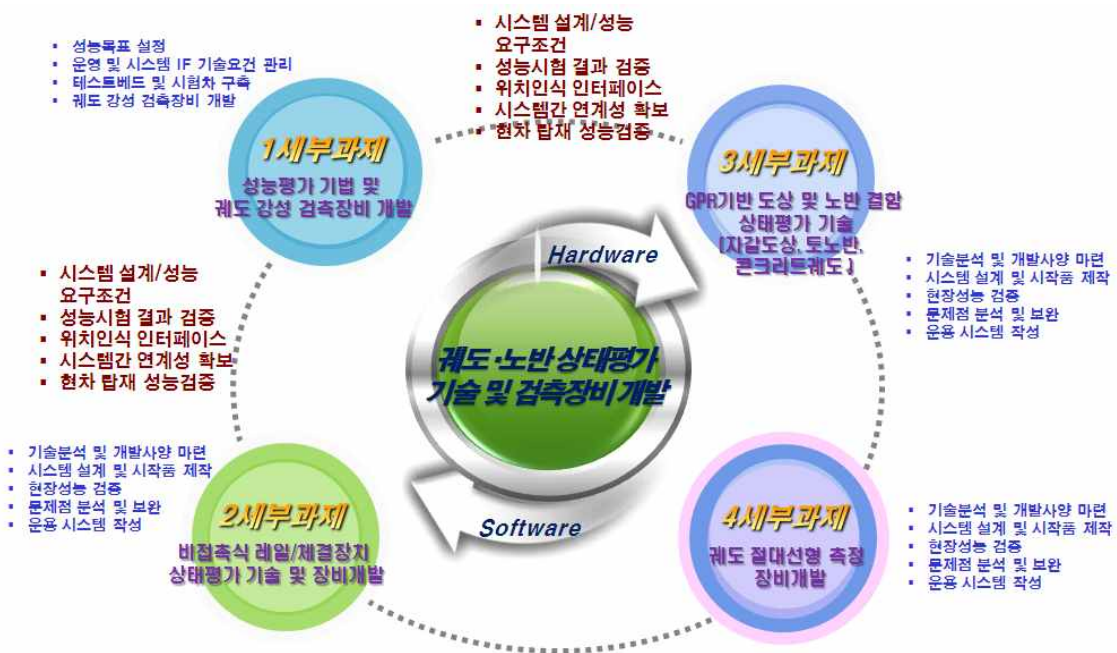 성능목표 설정
운영 및 시스템 IF 기술요건 관리
테스트베드 및 시험차 구축
궤도 강성 검측장비 개발
시스템 설계/성능
요구조건
성능시험 결과 검증
위치인식 인터페이스
시스템간 연계성 확보
현차 탑재 성능검증
1세부과제
성능평가 기법 및
궤도 강성 검측장비 개발
3세부과제
GPR기반 도상 및 노반 결함
상태평가 기술
(자갈도상, 토노반,
콘크리트궤도)
기술분석 및 개발사양 마련
시스템 설계 및 시작품 제작
현장성능 검증
문제점 분석 및 보완
운용 시스템 작성
시스템 설계/성능
요구조건
성능시험 결과 검증
위치인식 인터페이스
시스템간 연계성 확보
현차 탑재 성능검증
Hardware
궤도·노반 상태평가
기술 및 검측장비 개발
Software
기술분석 및 개발사양 마련
시스템 설계 및 시작품 제작
현장성능 검증
문제점 분석 및 보완
운용 시스템 작성
2세부과제
비접촉식 레일/체결장치
상태평가 기술 및 장비개발
4세부과제
궤도 절대선형 측정
장비개발
기술분석 및 개발사양 마련
시스템 설계 및 시작품 제작
현장성능 검증
문제점 분석 및 보완
운용 시스템 작성